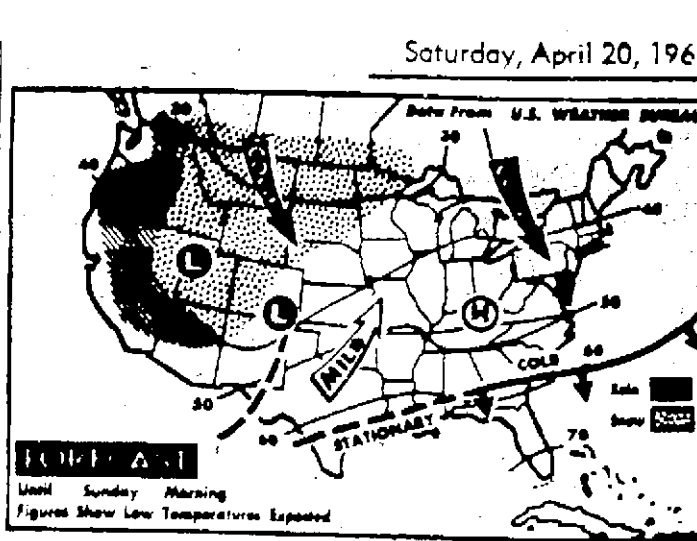 Saturday, April 20, 196
Data From U.S. WEATHER BUREAU
30
30
40
40
L
50
L
H
MILD
COLD
60
Rain
50
Snow
STATIONARY
60
70
FORECAST
Until Sunday Morning
Figures Show Low Temperatures Expected